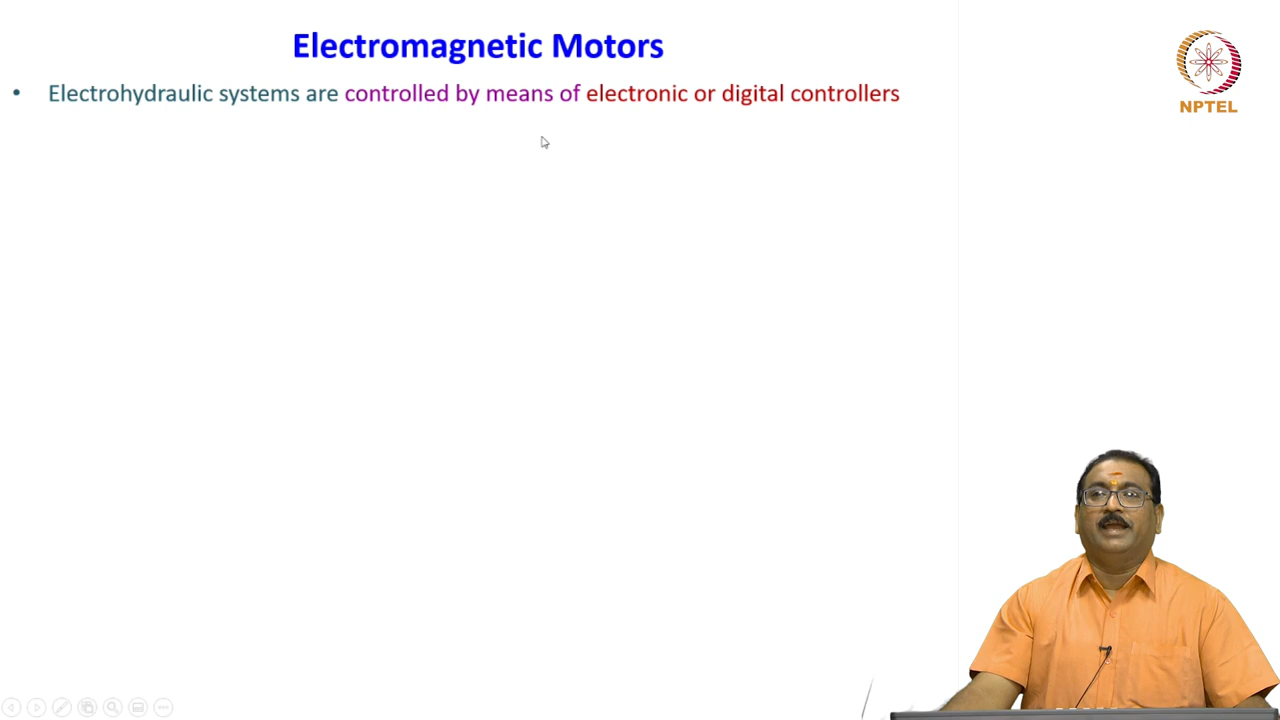 Electromagnetic Motors
• Electrohydraulic systems are controlled by means of electronic or digital controllers
NPTEL